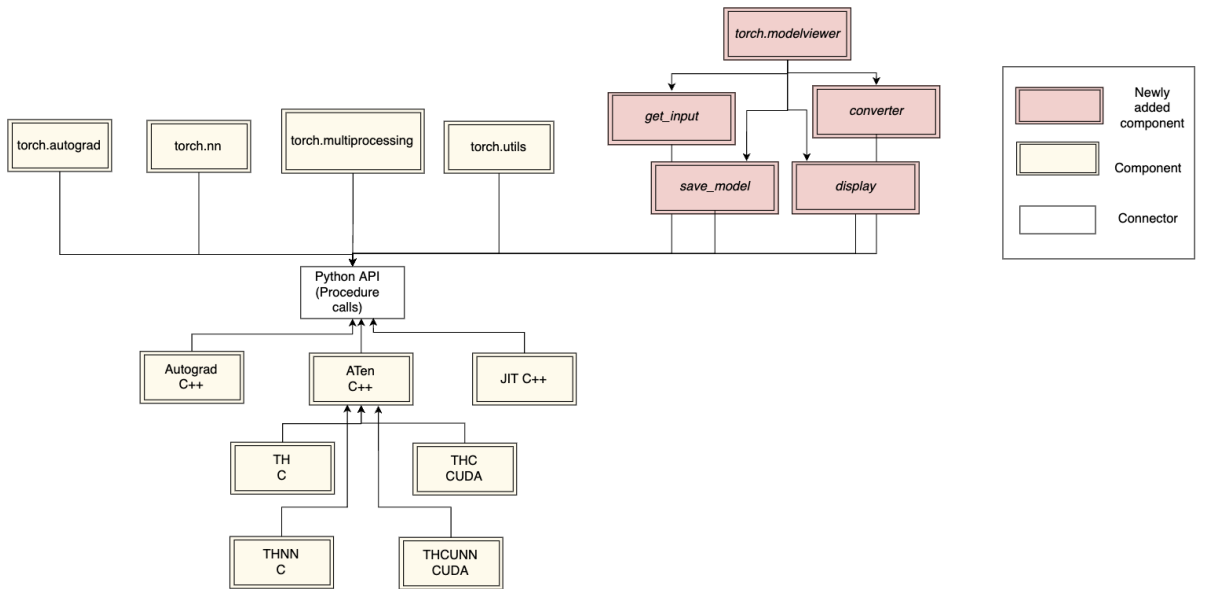 torch.modelviewer
get_input
converter
save_model
display
Newly
added
component
Component
Connector
torch.autograd
torch.nn
torch.multiprocessing
torch.utils
Python API
(Procedure
calls)
Autograd
C++
ATen
C++
JIT C++
TH
C
THC
CUDA
THNN
C
THCUNN
CUDA